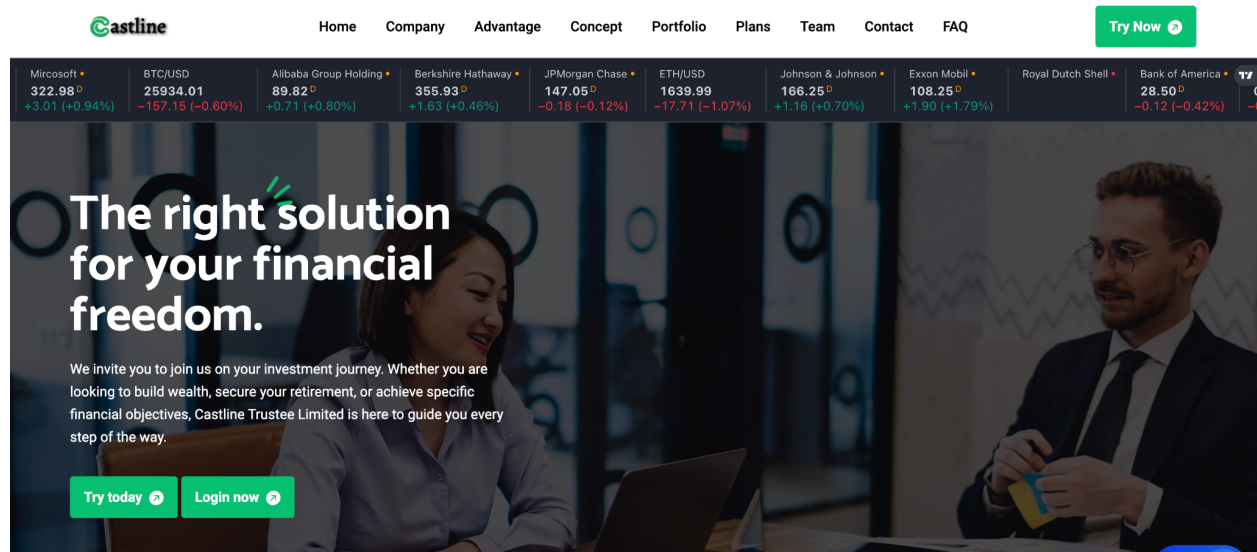 Castline
Home Company Advantage Concept Portfolio Plans Team Contact FAQ
Try Now
Mircosoft BTC/USD Alibaba Group Holding Berkshire Hathaway JPMorgan Chase ETH/USD Johnson & Johnson Exxon Mobil Royal Dutch Shell Bank of America
322.98 D 25934.01 89.82 D 355.93 D 147.05 D 1639.99 166.25 D 108.25 D 28.50 D
+3.01 (+0.94%) −157.15 (−0.60%) +0.71 (+0.80%) +1.63 (+0.46%) −0.18 (−0.12%) −17.71 (−1.07%) +1.16 (+0.70%) +1.90 (+1.79%) −0.12 (−0.42%)
The right solution
for your financial
freedom.
We invite you to join us on your investment journey. Whether you are
looking to build wealth, secure your retirement, or achieve specific
financial objectives, Castline Trustee Limited is here to guide you every
step of the way.
Try today Login now